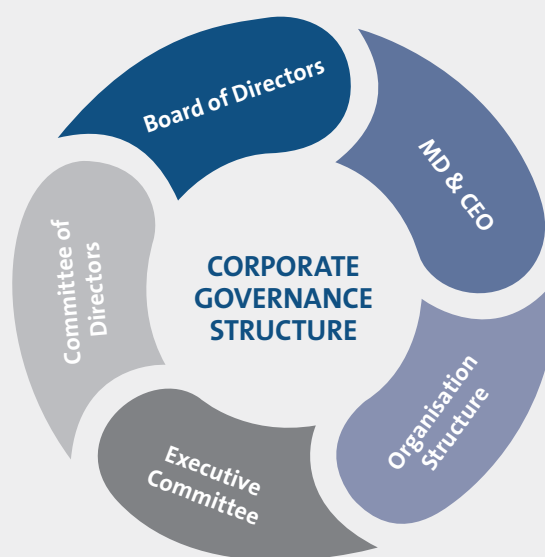 CORPORATE
GOVERNANCE
STRUCTURE
Board of Directors
MD & CEO
Organisation
Structure
Executive
Committee
Committee of
Directors